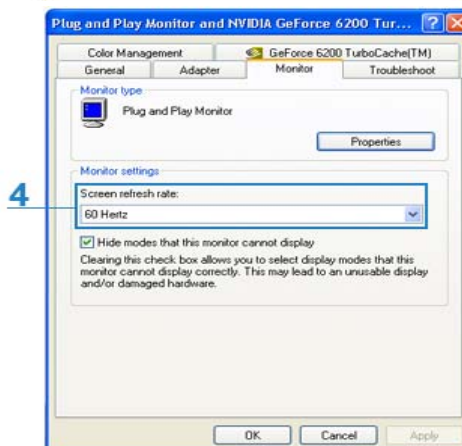 Plug and Play Monitor and NVIDIA GeForce 6200 Tur...
Color Management GeForce 6200 TurboCache(TM)
General Adapter Monitor Troubleshoot
Monitor type
Plug and Play Monitor
Properties
Monitor settings
4
Screen refresh rate:
60 Hertz
Hide modes that this monitor cannot display
Clearing this check box allows you to select display modes that this
monitor cannot display correctly. This may lead to an unusable display
and/or damaged hardware.
OK Cancel Apply